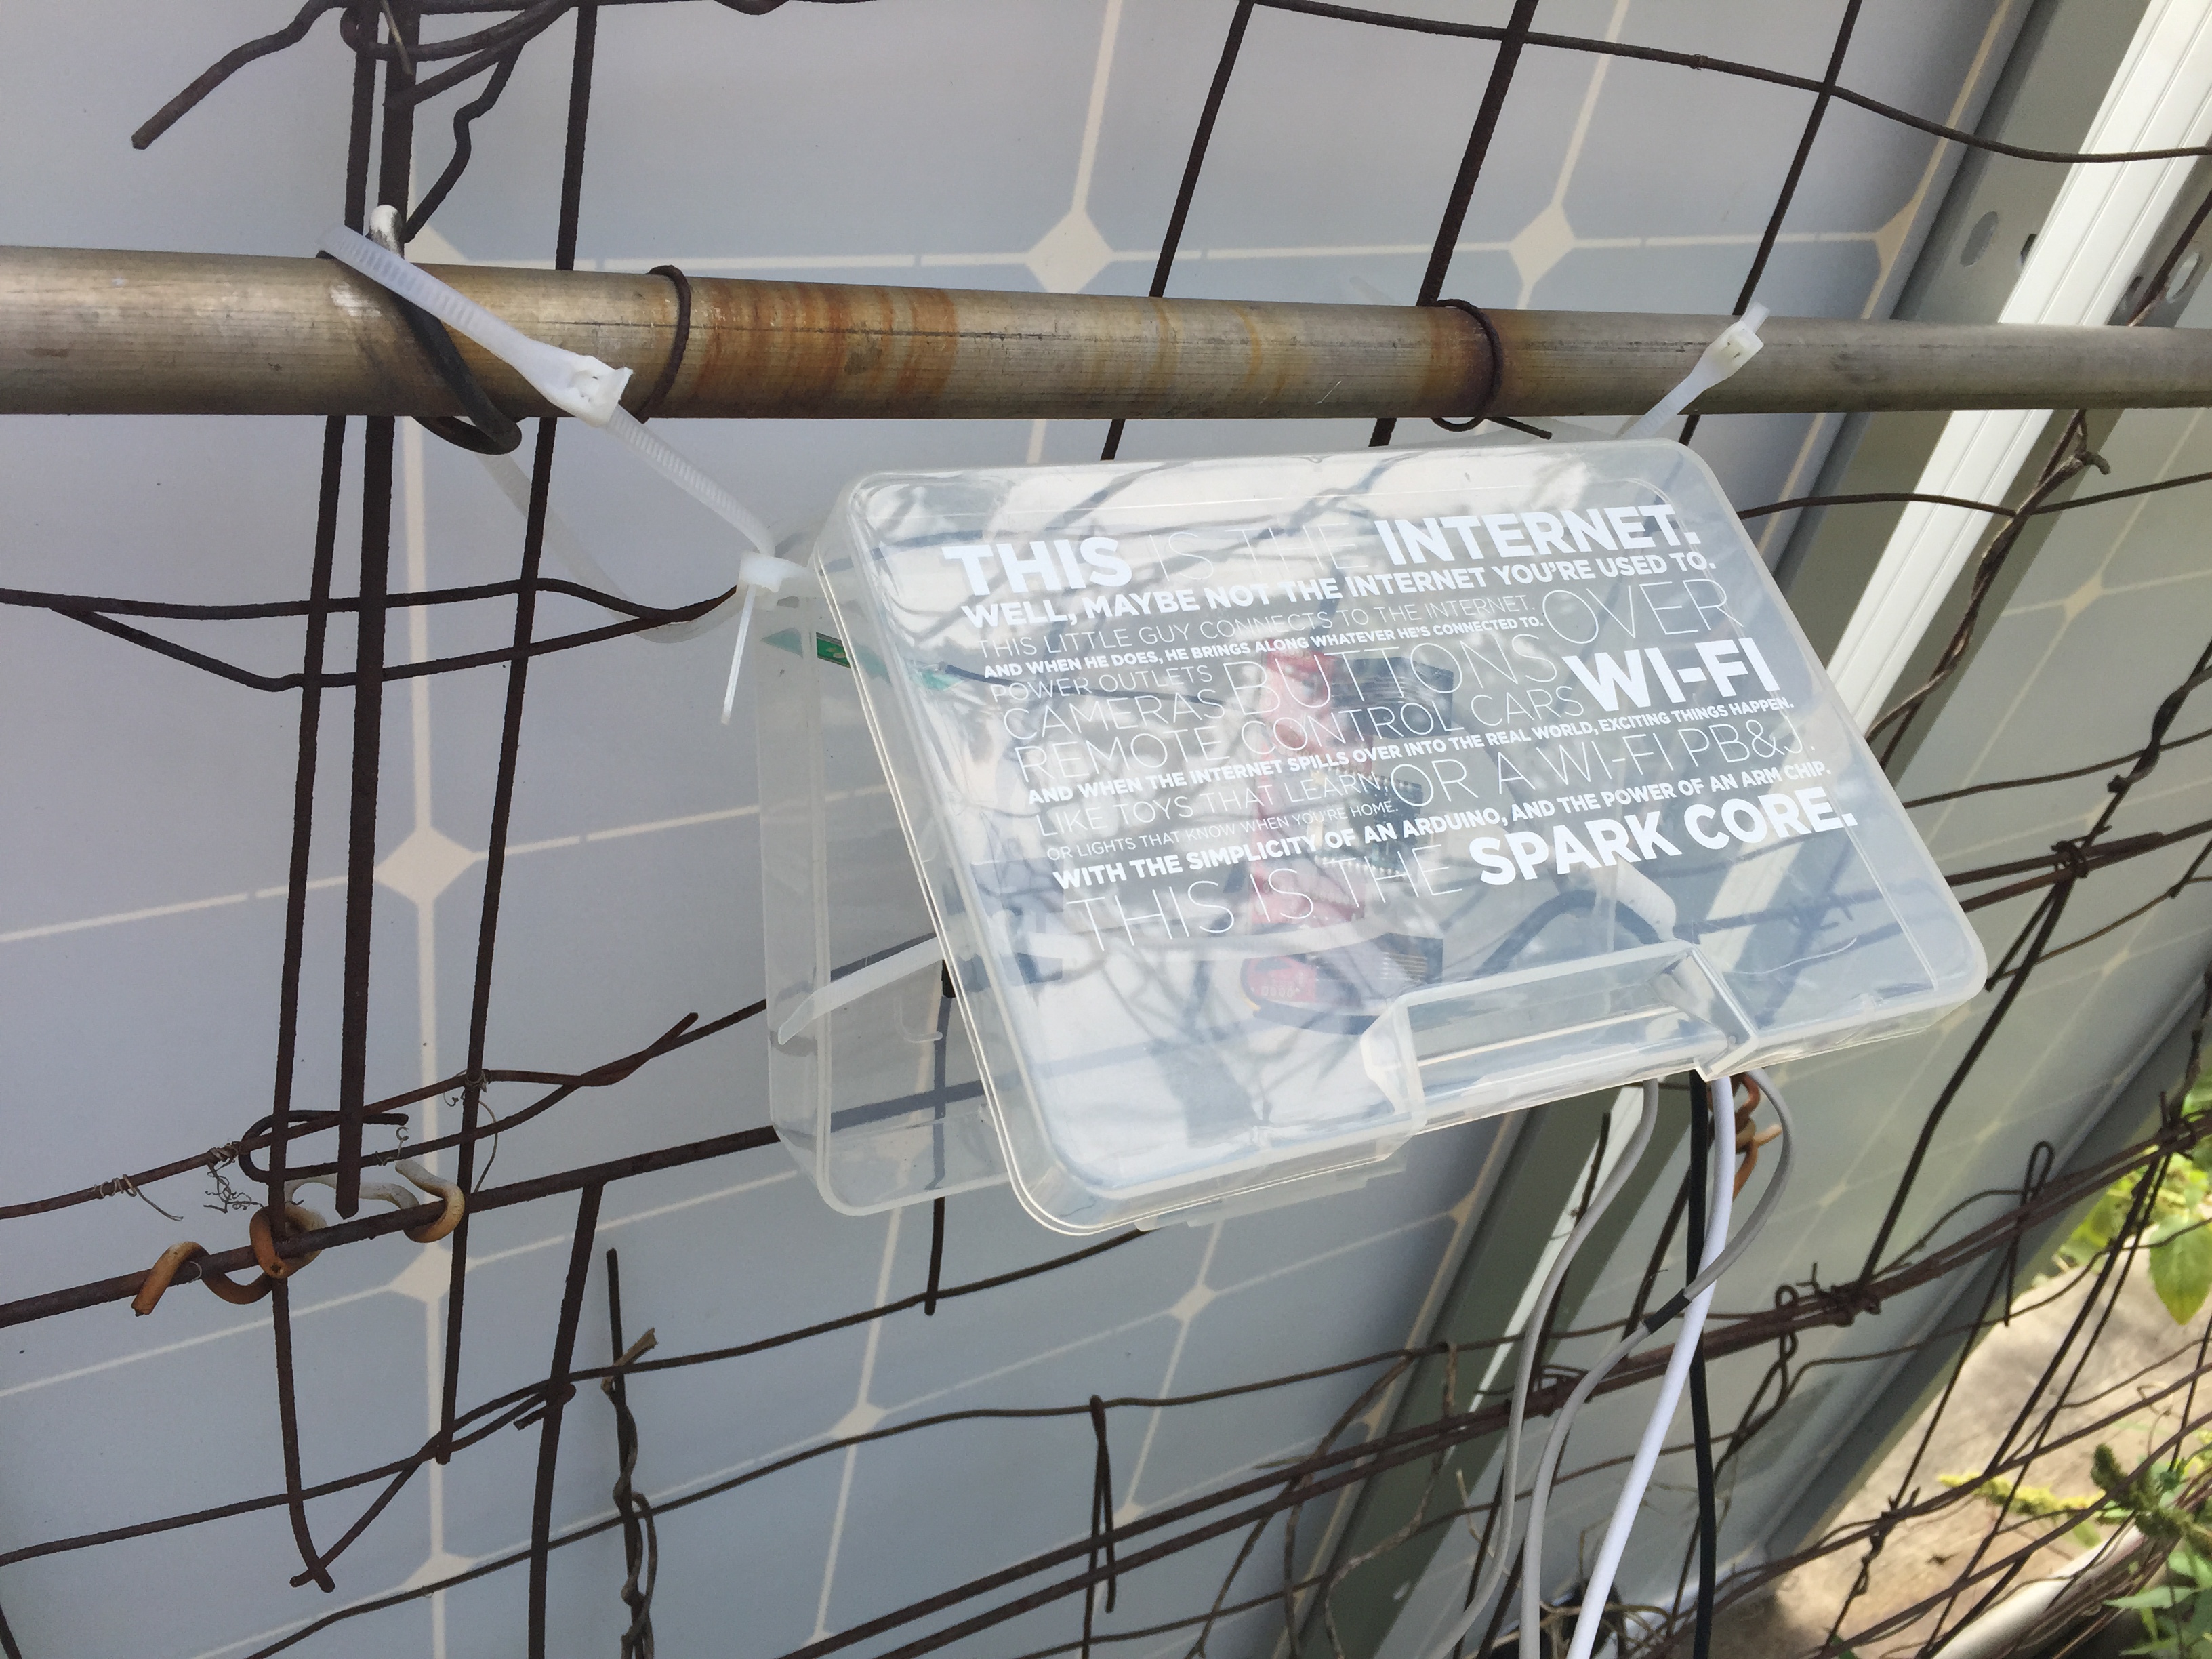 THIS IS THE INTERNET.
WELL, MAYBE NOT THE INTERNET YOU'RE USED TO.
THIS LITTLE GUY CONNECTS TO THE INTERNET.
AND WHEN HE DOES, HE BRINGS ALONG WHATEVER HE'S CONNECTED TO.
OVER
POWER OUTLETS
CAMERAS BUTTONS
REMOTE CONTROL CARS
WI-FI
AND WHEN THE INTERNET SPILLS OVER INTO THE REAL WORLD, EXCITING THINGS HAPPEN.
LIKE TOYS THAT LEARN,
OR LIGHTS THAT KNOW WHEN YOU'RE HOME.
OR A WI-FI PB&J.
WITH THE SIMPLICITY OF AN ARDUINO, AND THE POWER OF AN ARM CHIP.
THIS IS THE SPARK CORE.